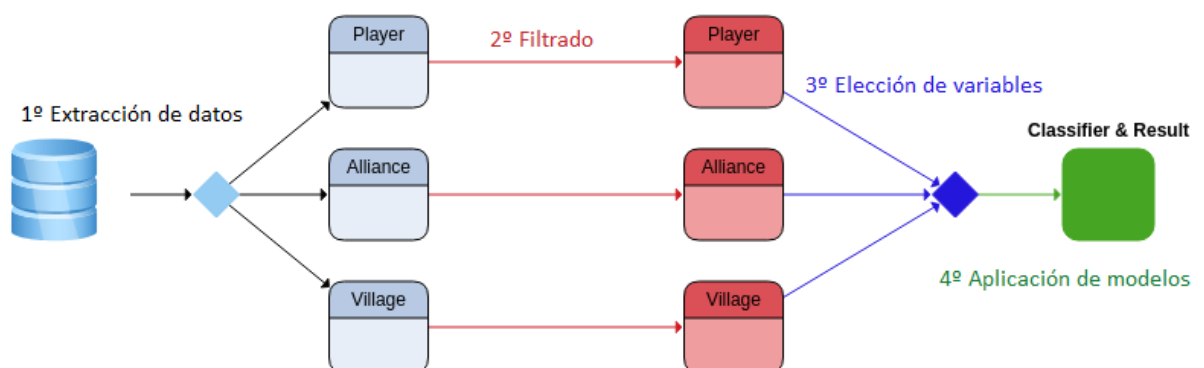 Player
2º Filtrado
Player
3º Elección de variables
1º Extracción de datos
Classifier & Result
Alliance
Alliance
4º Aplicación de modelos
Village
Village